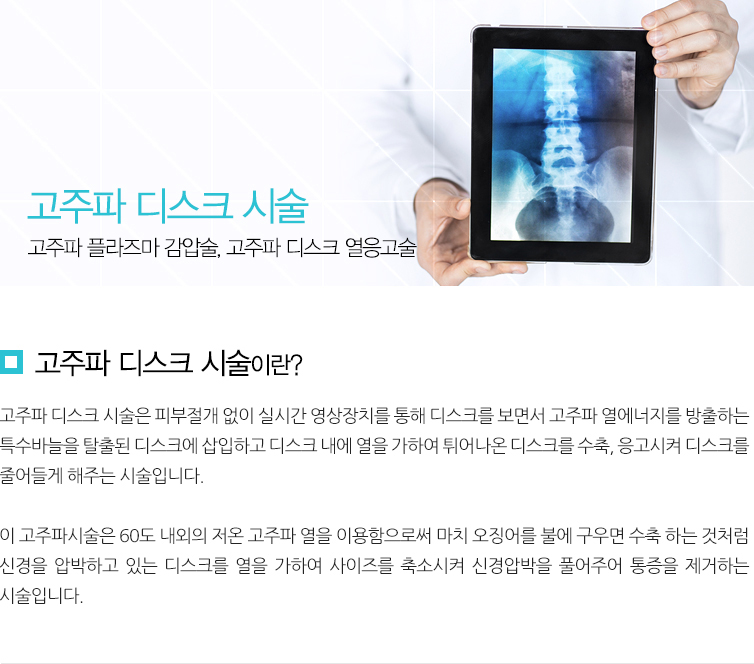 고주파 디스크 시술
고주파 플라즈마 감압술, 고주파 디스크 열응고술
고주파 디스크 시술이란?
고주파 디스크 시술은 피부절개 없이 실시간 영상장치를 통해 디스크를 보면서 고주파 열에너지를 방출하는
특수바늘을 탈출된 디스크에 삽입하고 디스크 내에 열을 가하여 튀어나온 디스크를 수축, 응고시켜 디스크를
줄어들게 해주는 시술입니다.
이 고주파시술은 60도 내외의 저온 고주파 열을 이용함으로써 마치 오징어를 불에 구우면 수축 하는 것처럼
신경을 압박하고 있는 디스크를 열을 가하여 사이즈를 축소시켜 신경압박을 풀어주어 통증을 제거하는
시술입니다.